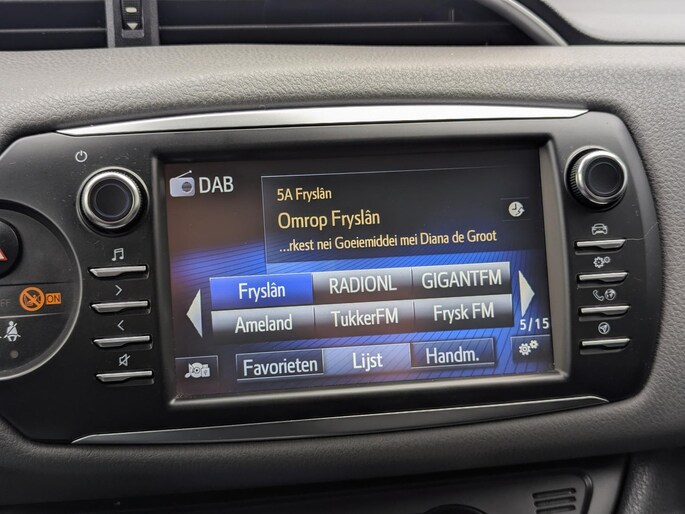 DAB
5A Fryslân
Omrop Fryslân
...rkest nei Goeiemiddei mei Diana de Groot
Fryslân RADIONL GIGANTFM
Ameland TukkerFM Frysk FM
5/15
Favorieten Lijst Handm.
OFF ON